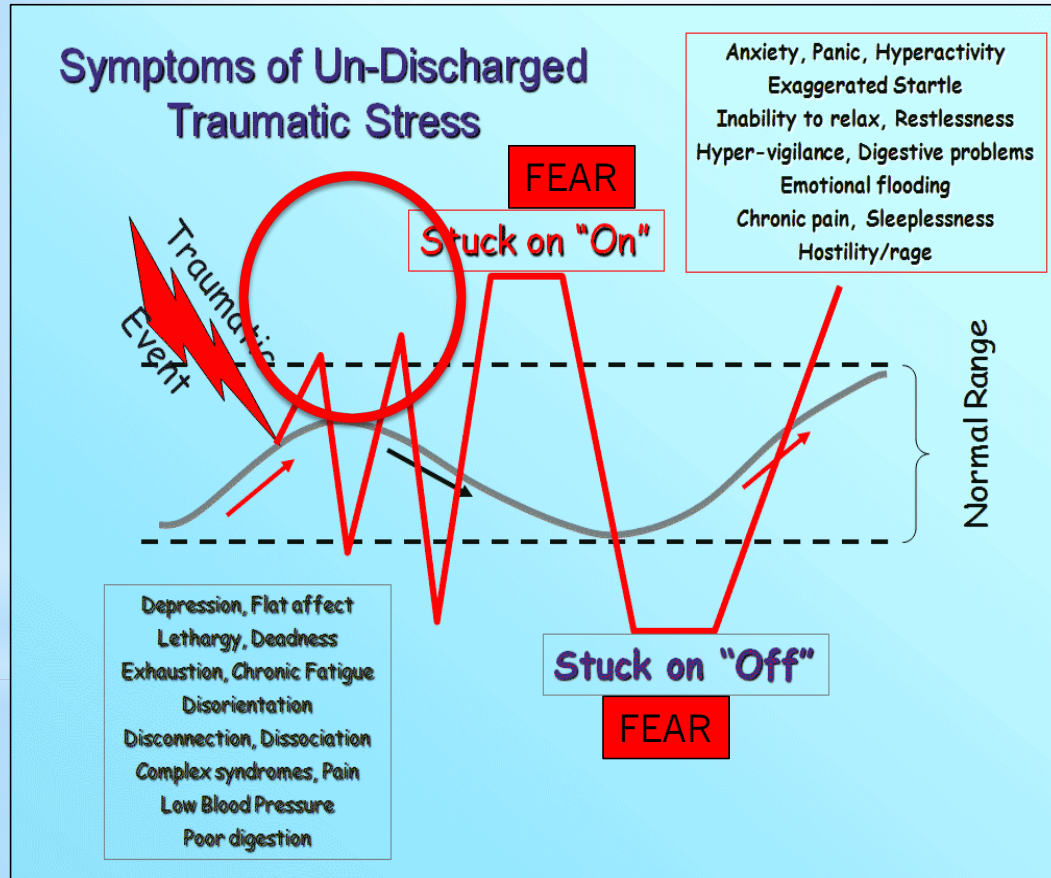 Symptoms of Un-Discharged
Traumatic Stress
Anxiety, Panic, Hyperactivity
Exaggerated Startle
Inability to relax, Restlessness
Hyper-vigilance, Digestive problems
Emotional flooding
Chronic pain, Sleeplessness
Hostility/rage
FEAR
Stuck on “On”
Traumatic
Event
Normal Range
Depression, Flat affect
Lethargy, Deadness
Exhaustion, Chronic Fatigue
Disorientation
Disconnection, Dissociation
Complex syndromes, Pain
Low Blood Pressure
Poor digestion
Stuck on “Off”
FEAR